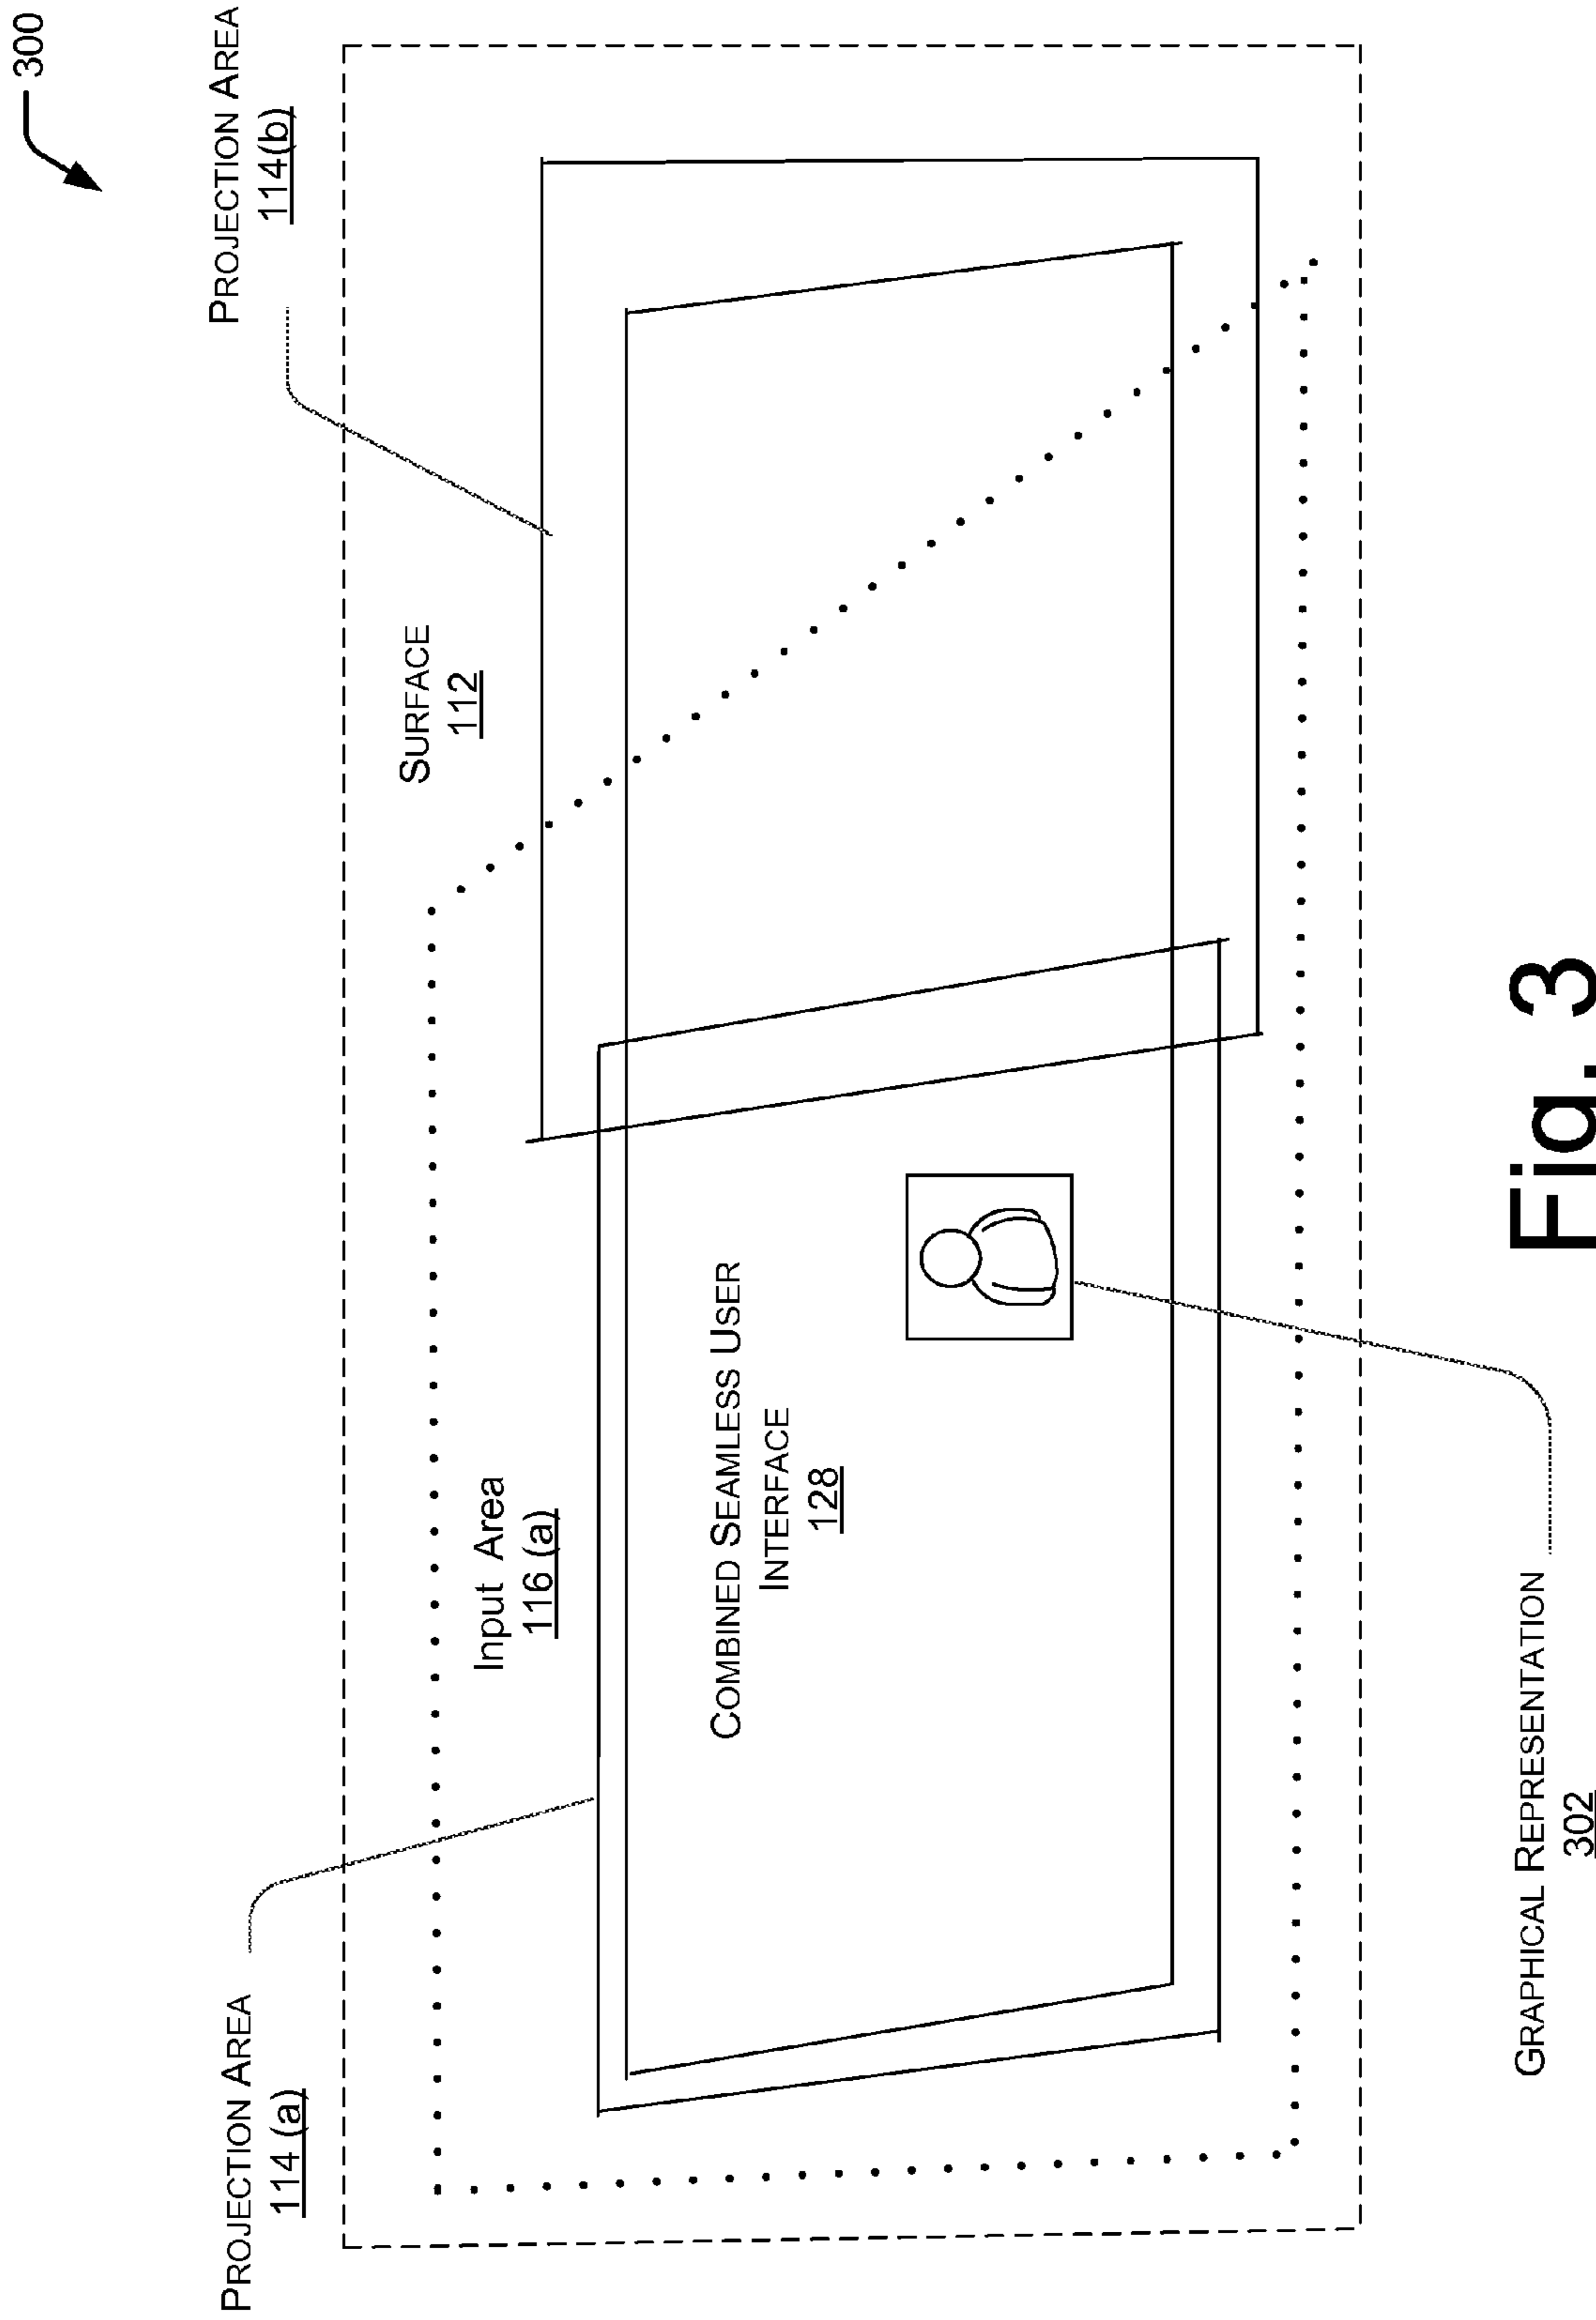 300
PROJECTION AREA
114 (a)
PROJECTION AREA
114(b)
SURFACE
112
Input Area
116 (a)
COMBINED SEAMLESS USER
INTERFACE
128
GRAPHICAL REPRESENTATION
302
Fig. 3